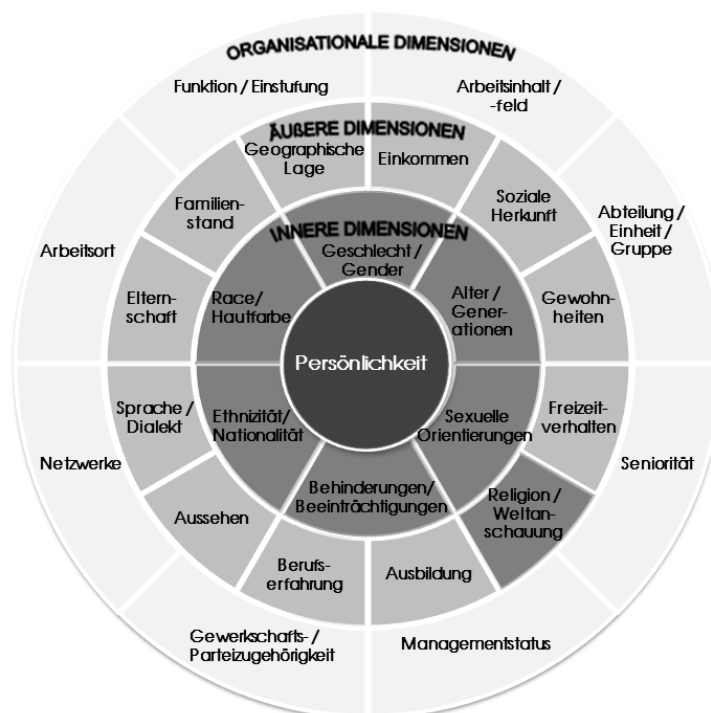 ORGANISATIONALE DIMENSIONEN
Funktion / Einstufung
Arbeitsinhalt /
-feld
Abteilung /
Einheit /
Gruppe
Seniorität
Managementstatus
Gewerkschafts- /
Parteizugehörigkeit
Netzwerke
Arbeitsort
ÄUßERE DIMENSIONEN
Geographische
Lage
Einkommen
Soziale
Herkunft
Gewohn-
heiten
Freizeit-
verhalten
Religion /
Weltan-
schauung
Ausbildung
Berufs-
erfahrung
Aussehen
Sprache /
Dialekt
Eltern-
schaft
Familien-
stand
INNERE DIMENSIONEN
Geschlecht /
Gender
Alter /
Gener-
ationen
Sexuelle
Orientierungen
Behinderungen/
Beeinträchtigungen
Ethnizität/
Nationalität
Race/
Hautfarbe
Persönlichkeit